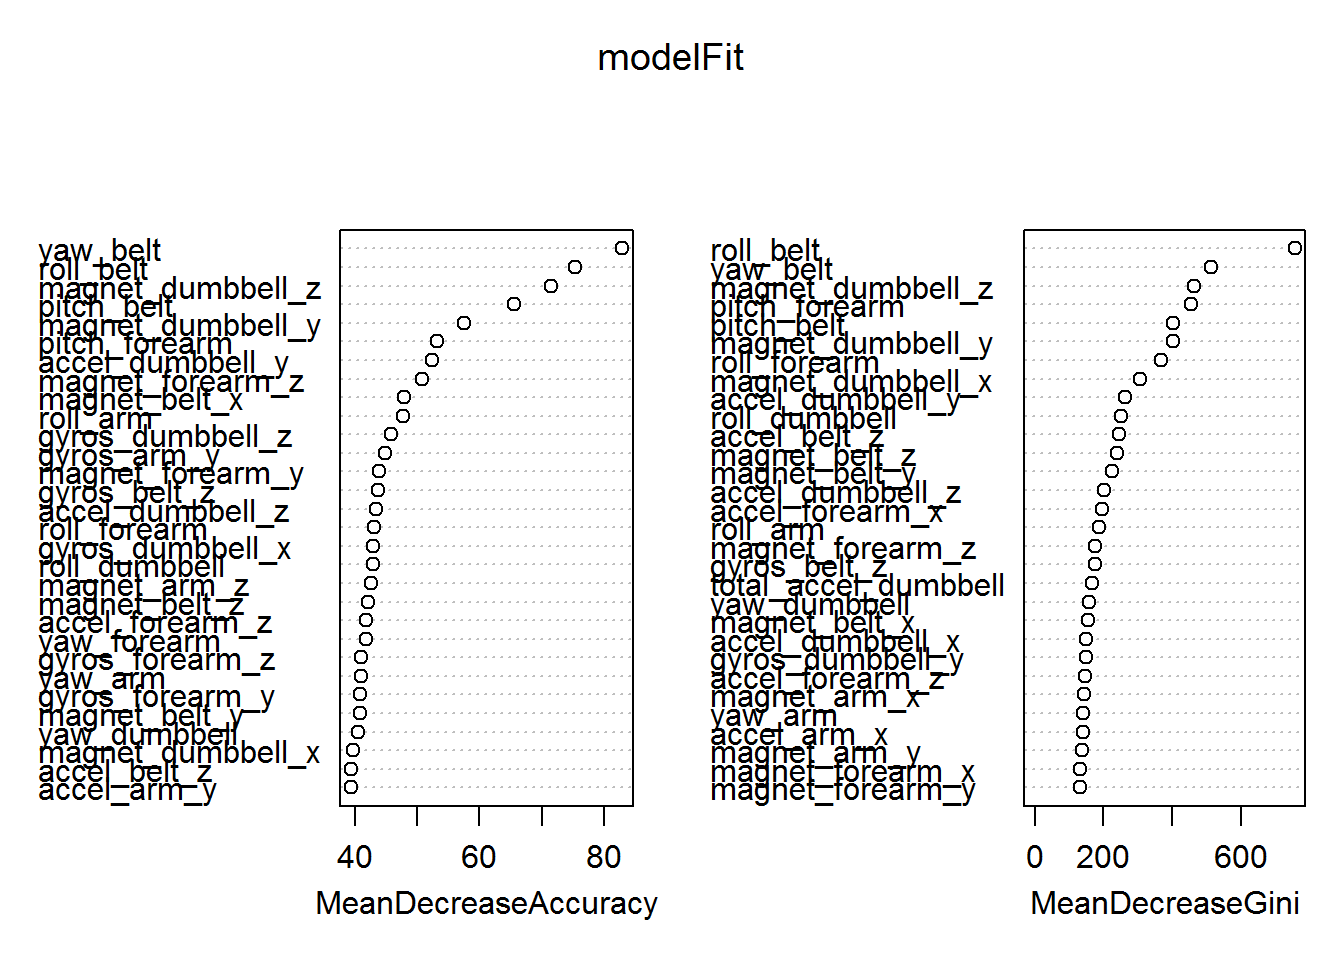 modelFit
yaw_belt
roll_belt
magnet_dumbbell_z
pitch_belt
magnet_dumbbell_y
pitch_forearm
accel_dumbbell_y
magnet_forearm_z
magnet_belt_x
roll_arm
gyros_dumbbell_z
gyros_arm_y
magnet_forearm_y
gyros_belt_z
accel_dumbbell_z
roll_forearm
gyros_dumbbell_x
roll_dumbbell
magnet_arm_z
magnet_belt_z
accel_forearm_z
yaw_forearm
gyros_forearm_z
yaw_arm
gyros_forearm_y
magnet_belt_y
yaw_dumbbell
magnet_dumbbell_x
accel_belt_z
accel_arm_y
40 60 80
MeanDecreaseAccuracy
roll_belt
yaw_belt
magnet_dumbbell_z
pitch_forearm
pitch_belt
magnet_dumbbell_y
roll_forearm
magnet_dumbbell_x
accel_dumbbell_y
roll_dumbbell
accel_belt_z
magnet_belt_z
magnet_belt_y
accel_dumbbell_z
accel_forearm_x
roll_arm
magnet_forearm_z
gyros_belt_z
total_accel_dumbbell
yaw_dumbbell
magnet_belt_x
accel_dumbbell_x
gyros_dumbbell_y
accel_forearm_z
magnet_arm_x
yaw_arm
accel_arm_x
magnet_arm_y
magnet_forearm_x
magnet_forearm_y
0 200 600
MeanDecreaseGini